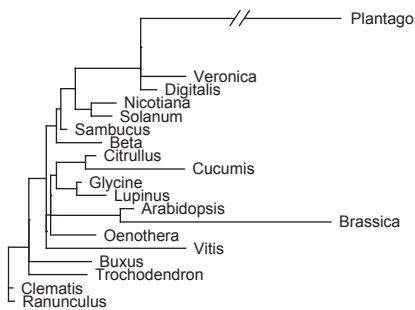 Plantago
Veronica
Digitalis
Nicotiana
Solanum
Sambucus
Beta
Citrullus
Cucumis
Glycine
Lupinus
Arabidopsis
Brassica
Oenothera
Vitis
Buxus
Trochodendron
Clematis
Ranunculus